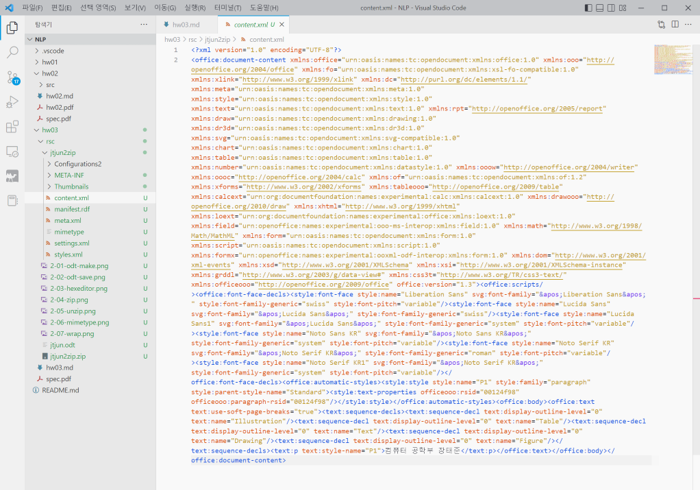 파일(F) 편집(E) 선택 영역(S) 보기(V) 이동(G) 실행(R) 터미널(T) 도움말(H)
content.xml - NLP - Visual Studio Code
탐색기
hw03.md
content.xml U
NLP
.vscode
hw01
hw02
src
hw02.md
hw02.pdf
spec.pdf
hw03
rsc
jtjun2zip
Configurations2
META-INF
Thumbnails
content.xml U
manifest.rdf U
meta.xml U
mimetype U
settings.xml U
styles.xml U
2-01-odt-make.png U
2-02-odt-save.png U
2-03-hexeditor.png U
2-04-zip.png U
2-05-unzip.png U
2-06-mimetype.png U
2-07-wrap.png U
jtjun.odt U
jtjun2zip.zip U
hw03.md
spec.pdf
README.md
hw03 > rsc > jtjun2zip > content.xml
1 <?xml version="1.0" encoding="UTF-8"?>
2 <office:document-content xmlns:office="urn:oasis:names:tc:opendocument:xmlns:office:1.0" xmlns:ooo="http://
openoffice.org/2004/office" xmlns:fo="urn:oasis:names:tc:opendocument:xmlns:xsl-fo-compatible:1.0"
xmlns:xlink="http://www.w3.org/1999/xlink" xmlns:dc="http://purl.org/dc/elements/1.1/"
xmlns:meta="urn:oasis:names:tc:opendocument:xmlns:meta:1.0"
xmlns:style="urn:oasis:names:tc:opendocument:xmlns:style:1.0"
xmlns:text="urn:oasis:names:tc:opendocument:xmlns:text:1.0" xmlns:rpt="http://openoffice.org/2005/report"
xmlns:draw="urn:oasis:names:tc:opendocument:xmlns:drawing:1.0"
xmlns:dr3d="urn:oasis:names:tc:opendocument:xmlns:dr3d:1.0"
xmlns:svg="urn:oasis:names:tc:opendocument:xmlns:svg-compatible:1.0"
xmlns:chart="urn:oasis:names:tc:opendocument:xmlns:chart:1.0"
xmlns:table="urn:oasis:names:tc:opendocument:xmlns:table:1.0"
xmlns:number="urn:oasis:names:tc:opendocument:xmlns:datastyle:1.0" xmlns:ooow="http://openoffice.org/2004/writer"
xmlns:oooc="http://openoffice.org/2004/calc" xmlns:of="urn:oasis:names:tc:opendocument:xmlns:of:1.2"
xmlns:xforms="http://www.w3.org/2002/xforms" xmlns:tableooo="http://openoffice.org/2009/table"
xmlns:calcext="urn:org:documentfoundation:names:experimental:calc:xmlns:calcext:1.0" xmlns:drawooo="http://
openoffice.org/2010/draw" xmlns:xhtml="http://www.w3.org/1999/xhtml"
xmlns:loext="urn:org:documentfoundation:names:experimental:office:xmlns:loext:1.0"
xmlns:field="urn:openoffice:names:experimental:ooo-ms-interop:xmlns:field:1.0" xmlns:math="http://www.w3.org/1998/
Math/MathML" xmlns:form="urn:oasis:names:tc:opendocument:xmlns:form:1.0"
xmlns:script="urn:oasis:names:tc:opendocument:xmlns:script:1.0"
xmlns:formx="urn:openoffice:names:experimental:ooxml-odf-interop:xmlns:form:1.0" xmlns:dom="http://www.w3.org/2001/
xml-events" xmlns:xsd="http://www.w3.org/2001/XMLSchema" xmlns:xsi="http://www.w3.org/2001/XMLSchema-instance"
xmlns:grddl="http://www.w3.org/2003/g/data-view#" xmlns:css3t="http://www.w3.org/TR/css3-text/"
xmlns:officeooo="http://openoffice.org/2009/office" office:version="1.3"><office:scripts/
><office:font-face-decls><style:font-face style:name="Liberation Sans" svg:font-family="&apos;Liberation Sans&apos;
" style:font-family-generic="swiss" style:font-pitch="variable"/><style:font-face style:name="Lucida Sans"
svg:font-family="&apos;Lucida Sans&apos;" style:font-family-generic="swiss"/><style:font-face style:name="Lucida
Sans1" svg:font-family="&apos;Lucida Sans&apos;" style:font-family-generic="system" style:font-pitch="variable"/
><style:font-face style:name="Noto Sans KR" svg:font-family="&apos;Noto Sans KR&apos;"
style:font-family-generic="system" style:font-pitch="variable"/><style:font-face style:name="Noto Serif KR"
svg:font-family="&apos;Noto Serif KR&apos;" style:font-family-generic="roman" style:font-pitch="variable"/
><style:font-face style:name="Noto Serif KR1" svg:font-family="&apos;Noto Serif KR&apos;"
style:font-family-generic="system" style:font-pitch="variable"/></
office:font-face-decls><office:automatic-styles><style:style style:name="P1" style:family="paragraph"
style:parent-style-name="Standard"><style:text-properties officeooo:rsid="00124f98"
officeooo:paragraph-rsid="00124f98"/></style:style></office:automatic-styles><office:body><office:text
text:use-soft-page-breaks="true"><text:sequence-decls><text:sequence-decl text:display-outline-level="0"
text:name="Illustration"/><text:sequence-decl text:display-outline-level="0" text:name="Table"/><text:sequence-decl
text:display-outline-level="0" text:name="Text"/><text:sequence-decl text:display-outline-level="0"
text:name="Drawing"/><text:sequence-decl text:display-outline-level="0" text:name="Figure"/></
text:sequence-decls><text:p text:style-name="P1">컴퓨터 공학부 장태준</text:p></office:text></office:body></
office:document-content>